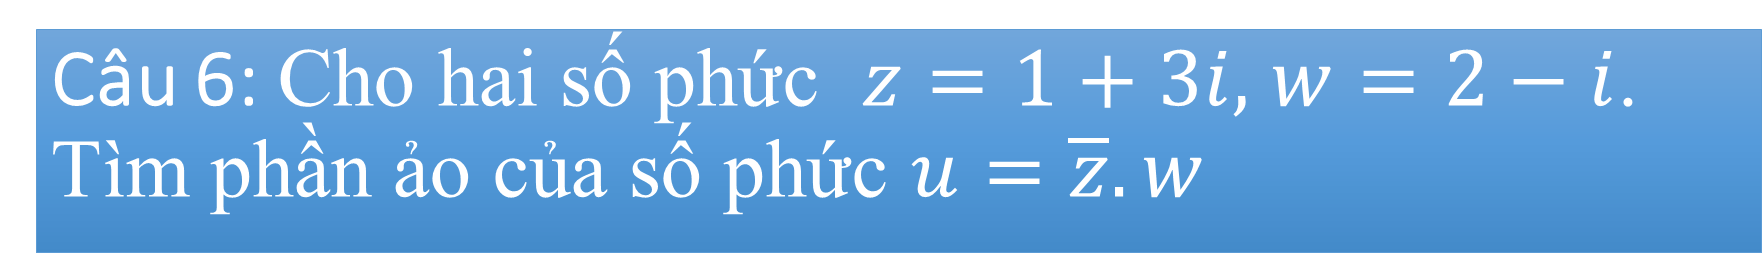 Câu 6: Cho hai số phức z = 1 + 3i, w = 2 − i.
Tìm phần ảo của số phức u = z̅. w